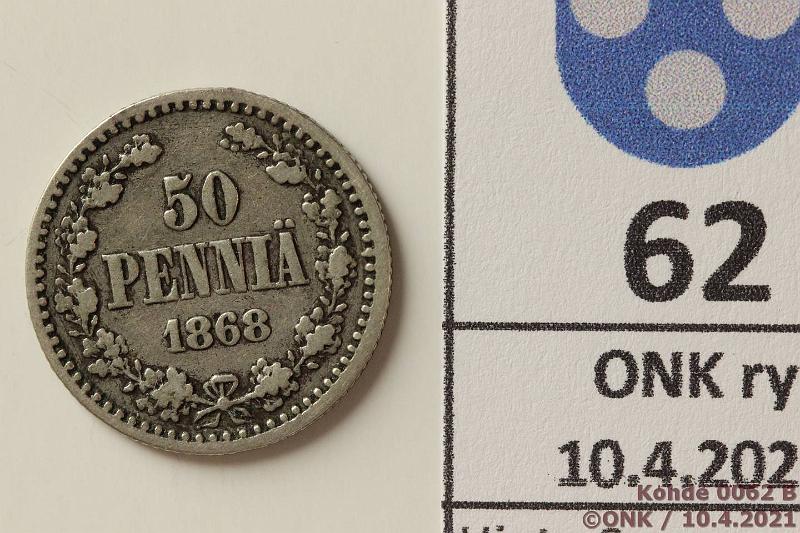 50
PENNIÄ
1868
62
ONK ry
10.4.202
Kohde 0062 B
©ONK / 10.4.2021